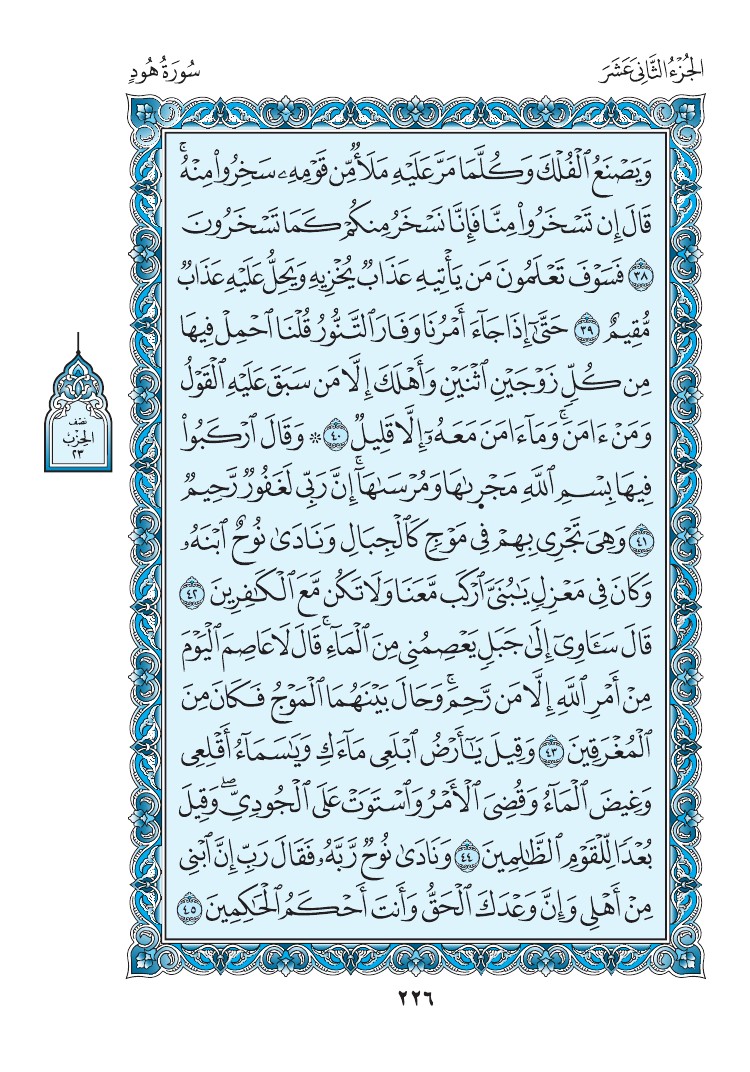 الجُزْءُ الثَّانِي عَشَرَ
سُورَةُ هُودٍ
وَيَصْنَعُ ٱلْفُلْكَ وَكُلَّمَا مَرَّ عَلَيْهِ مَلَأٌ مِّن قَوْمِهِۦ سَخِرُوا۟ مِنْهُ ۚ
قَالَ إِن تَسْخَرُوا۟ مِنَّا فَإِنَّا نَسْخَرُ مِنكُمْ كَمَا تَسْخَرُونَ
٣٨ فَسَوْفَ تَعْلَمُونَ مَن يَأْتِيهِ عَذَابٌ يُخْزِيهِ وَيَحِلُّ عَلَيْهِ عَذَابٌ
مُّقِيمٌ ٣٩ حَتَّىٰٓ إِذَا جَآءَ أَمْرُنَا وَفَارَ ٱلتَّنُّورُ قُلْنَا ٱحْمِلْ فِيهَا
مِن كُلٍّ زَوْجَيْنِ ٱثْنَيْنِ وَأَهْلَكَ إِلَّا مَن سَبَقَ عَلَيْهِ ٱلْقَوْلُ
وَمَنْ ءَامَنَ ۚ وَمَآ ءَامَنَ مَعَهُۥٓ إِلَّا قَلِيلٌ ٤٠ ۞ وَقَالَ ٱرْكَبُوا۟
فِيهَا بِسْمِ ٱللَّهِ مَجْر۪ىٰهَا وَمُرْسَىٰهَآ ۚ إِنَّ رَبِّى لَغَفُورٌ رَّحِيمٌ
٤١ وَهِىَ تَجْرِى بِهِمْ فِى مَوْجٍ كَٱلْجِبَالِ وَنَادَىٰ نُوحٌ ٱبْنَهُۥ
وَكَانَ فِى مَعْزِلٍ يَـٰبُنَىَّ ٱرْكَب مَّعَنَا وَلَا تَكُن مَّعَ ٱلْكَـٰفِرِينَ ٤٢
قَالَ سَـَٔاوِىٓ إِلَىٰ جَبَلٍ يَعْصِمُنِى مِنَ ٱلْمَآءِ ۚ قَالَ لَا عَاصِمَ ٱلْيَوْمَ
مِنْ أَمْرِ ٱللَّهِ إِلَّا مَن رَّحِمَ ۚ وَحَالَ بَيْنَهُمَا ٱلْمَوْجُ فَكَانَ مِنَ
ٱلْمُغْرَقِينَ ٤٣ وَقِيلَ يَـٰٓأَرْضُ ٱبْلَعِى مَآءَكِ وَيَـٰسَمَآءُ أَقْلِعِى
وَغِيضَ ٱلْمَآءُ وَقُضِىَ ٱلْأَمْرُ وَٱسْتَوَتْ عَلَى ٱلْجُودِىِّ ۖ وَقِيلَ
بُعْدًا لِّلْقَوْمِ ٱلظَّـٰلِمِينَ ٤٤ وَنَادَىٰ نُوحٌ رَّبَّهُۥ فَقَالَ رَبِّ إِنَّ ٱبْنِى
مِنْ أَهْلِى وَإِنَّ وَعْدَكَ ٱلْحَقُّ وَأَنتَ أَحْكَمُ ٱلْحَـٰكِمِينَ ٤٥
نصف
الحِزْب
٢٣
٢٢٦